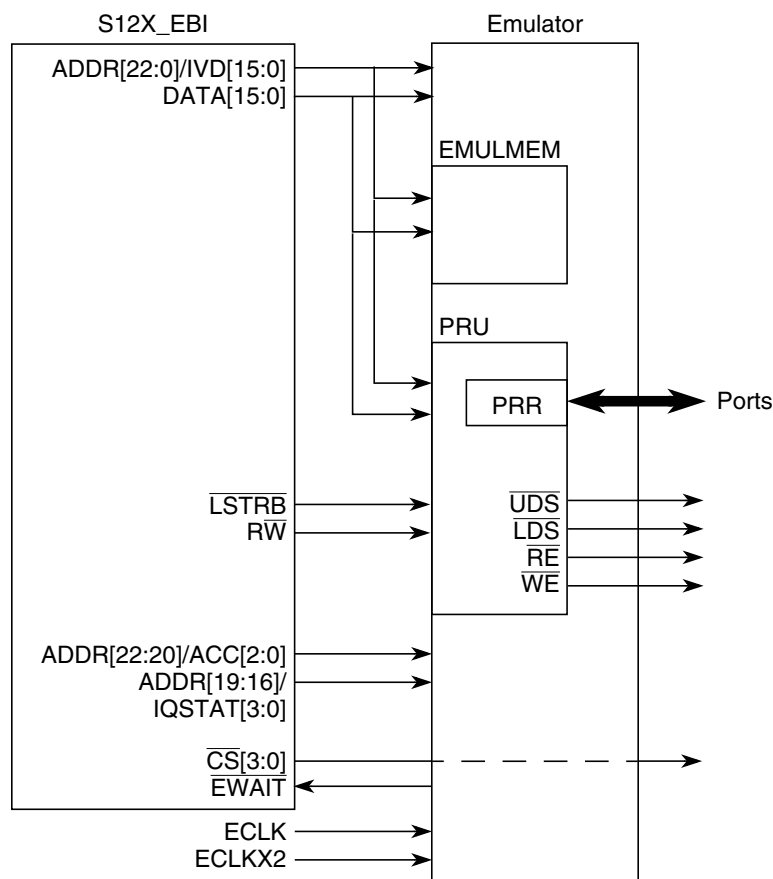 S12X_EBI
Emulator
ADDR[22:0]/IVD[15:0]
DATA[15:0]
EMULMEM
PRU
PRR
Ports
LSTRB
RW
UDS
LDS
RE
WE
ADDR[22:20]/ACC[2:0]
ADDR[19:16]/
IQSTAT[3:0]
CS[3:0]
EWAIT
ECLK
ECLKX2